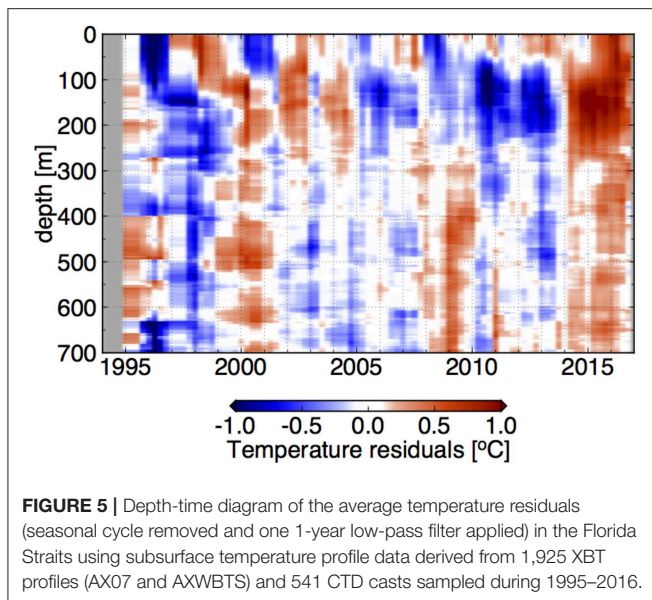 0
100
200
300
400
500
600
700
depth [m]
1995 2000 2005 2010 2015
-1.0 -0.5 0.0 0.5 1.0
Temperature residuals [ºC]
FIGURE 5 | Depth-time diagram of the average temperature residuals
(seasonal cycle removed and one 1-year low-pass filter applied) in the Florida
Straits using subsurface temperature profile data derived from 1,925 XBT
profiles (AX07 and AXWBTS) and 541 CTD casts sampled during 1995–2016.